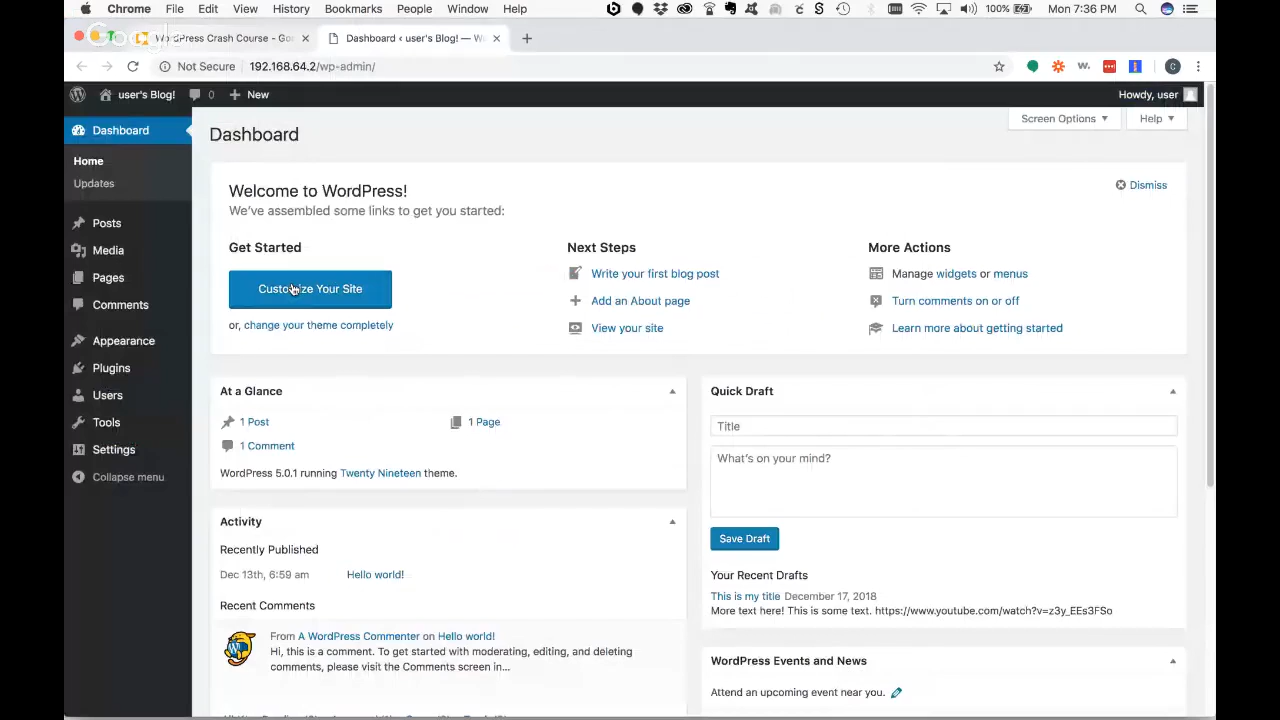 Chrome File Edit View History Bookmarks People Window Help 100% Mon 7:36 PM
Google
WordPress Crash Course - Go
Dashboard ‹ user's Blog! — W
Not Secure 192.168.64.2/wp-admin/
user's Blog! 0 + New Howdy, user
Dashboard
Home
Updates
Posts
Media
Pages
Comments
Appearance
Plugins
Users
Tools
Settings
Collapse menu
Dashboard
Screen Options Help
Welcome to WordPress!
We've assembled some links to get you started:
Dismiss
Get Started
Customize Your Site
or, change your theme completely
Next Steps
Write your first blog post
Add an About page
View your site
More Actions
Manage widgets or menus
Turn comments on or off
Learn more about getting started
At a Glance
1 Post 1 Page
1 Comment
WordPress 5.0.1 running Twenty Nineteen theme.
Activity
Recently Published
Dec 13th, 6:59 am Hello world!
Recent Comments
From A WordPress Commenter on Hello world!
Hi, this is a comment. To get started with moderating, editing, and deleting
comments, please visit the Comments screen in...
Quick Draft
Title
What's on your mind?
Save Draft
Your Recent Drafts
This is my title December 17, 2018
More text here! This is some text. https://www.youtube.com/watch?v=z3y_EEs3FSo
WordPress Events and News
Attend an upcoming event near you.